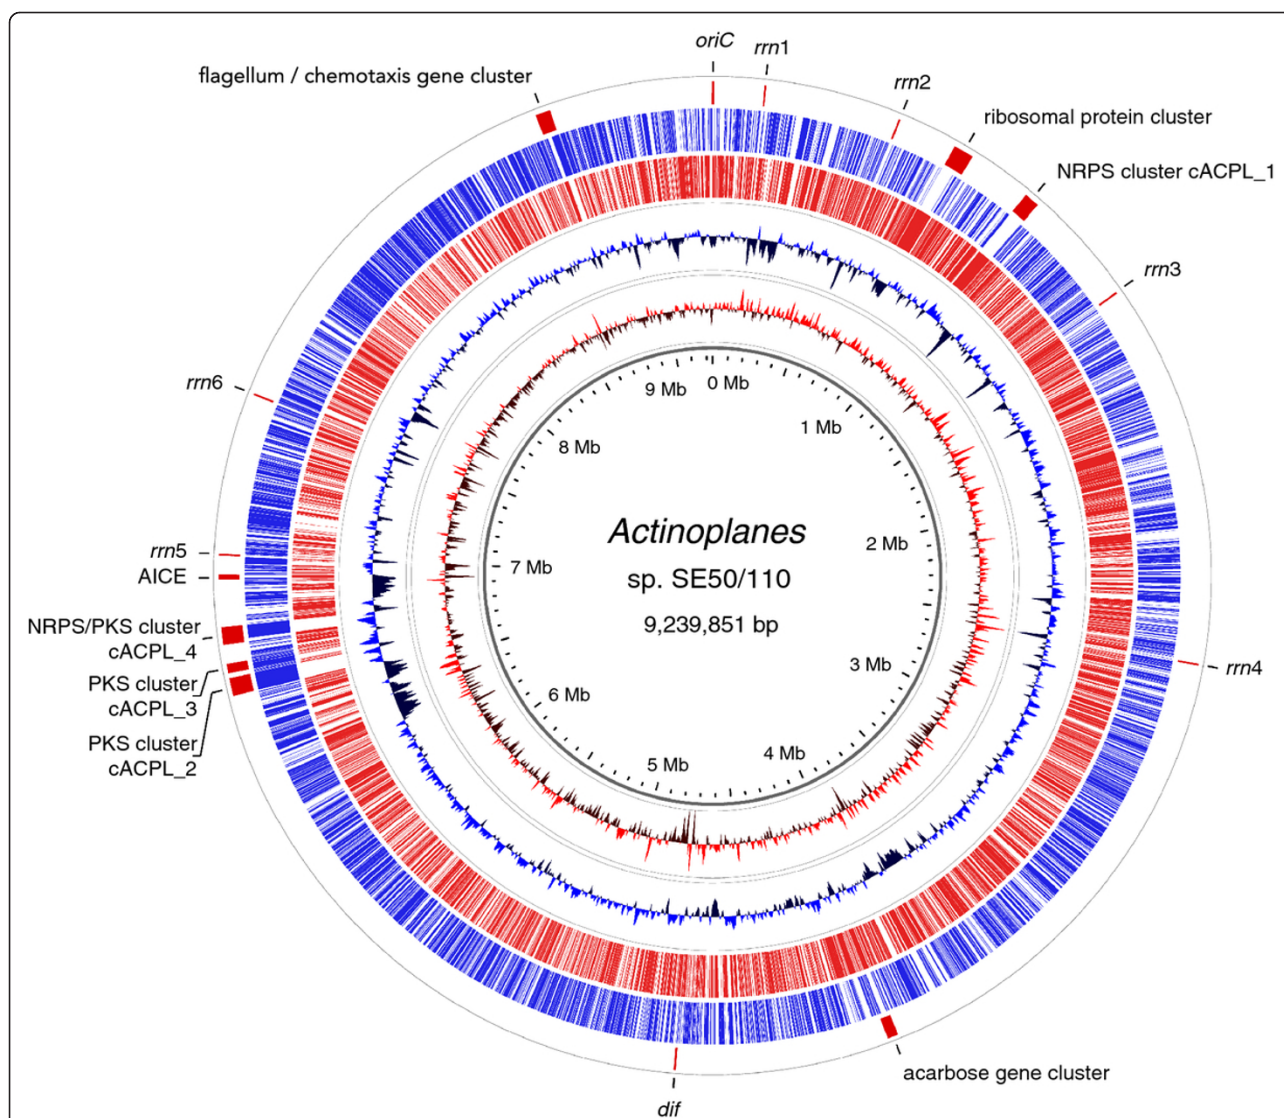 oriC
rrn1
flagellum / chemotaxis gene cluster
rrn2
ribosomal protein cluster
NRPS cluster cACPL_1
rrn3
rrn6
9 Mb
0 Mb
1 Mb
8 Mb
Actinoplanes
sp. SE50/110
9,239,851 bp
2 Mb
7 Mb
rrn5
AICE
NRPS/PKS cluster
cACPL_4
PKS cluster
cACPL_3
PKS cluster
cACPL_2
3 Mb
rrn4
6 Mb
5 Mb
4 Mb
acarbose gene cluster
dif